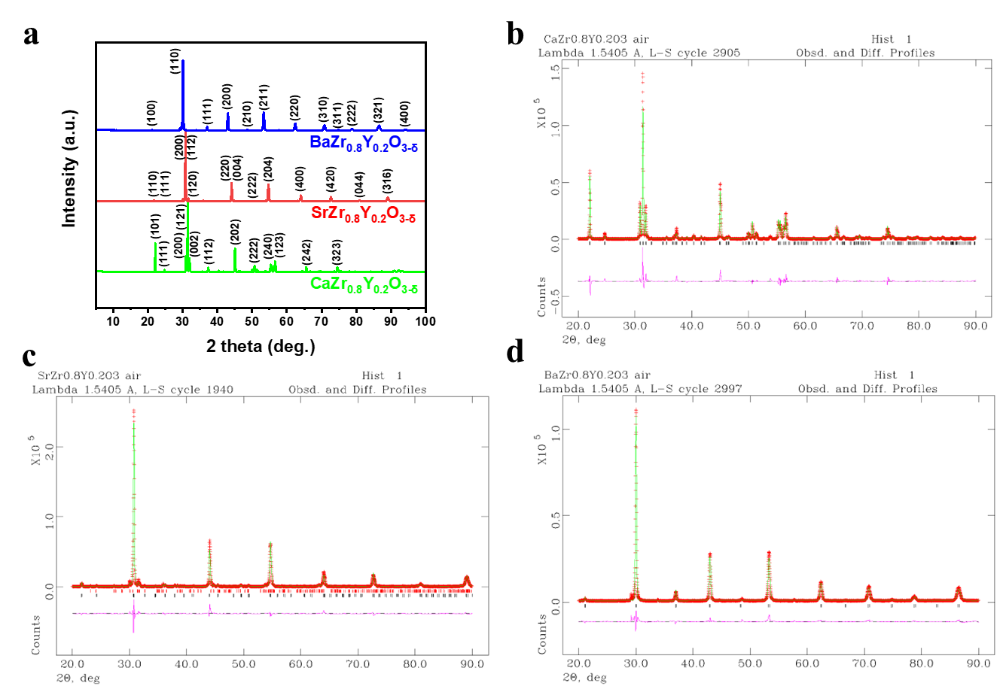 a
Intensity (a.u.)
(100)
(110)
(111)
(200)
(210)
(211)
(220)
(310)
(311)
(222)
(321)
(400)
BaZr0.8Y0.2O3-δ
(110)
(111)
(200)
(112)
(220)
(004)
(222)
(204)
(400)
(420)
(044)
(316)
SrZr0.8Y0.2O3-δ
(101)
(111)
(200)
(121)
(120)
(002)
(112)
(202)
(222)
(240)
(123)
(242)
(323)
CaZr0.8Y0.2O3-δ
10 20 30 40 50 60 70 80 90 100
2 theta (deg.)
b
CaZr0.8Y0.203 air Hist 1
Lambda 1.5405 A, L-S cycle 2905 Obsd. and Diff. Profiles
X10 5
1.5
1.0
0.5
0.0
-0.5
Counts
20.0 30.0 40.0 50.0 60.0 70.0 80.0 90.0
2Θ, deg
c
SrZr0.8Y0.203 air Hist 1
Lambda 1.5405 A, L-S cycle 1940 Obsd. and Diff. Profiles
X10 5
2.0
1.0
0.0
Counts
20.0 30.0 40.0 50.0 60.0 70.0 80.0 90.0
2Θ, deg
d
BaZr0.8Y0.203 air Hist 1
Lambda 1.5405 A, L-S cycle 2997 Obsd. and Diff. Profiles
X10 5
1.0
0.5
0.0
Counts
20.0 30.0 40.0 50.0 60.0 70.0 80.0 90.0
2Θ, deg